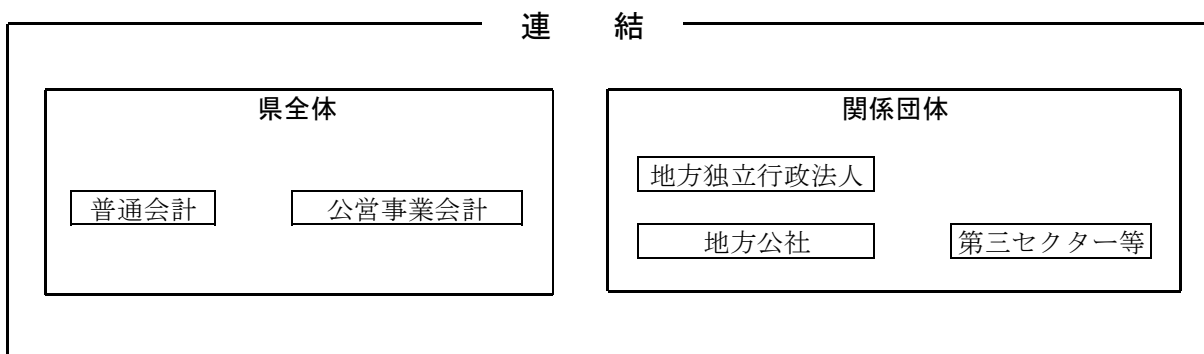 連　結
県全体
普通会計
公営事業会計
関係団体
地方独立行政法人
地方公社
第三セクター等